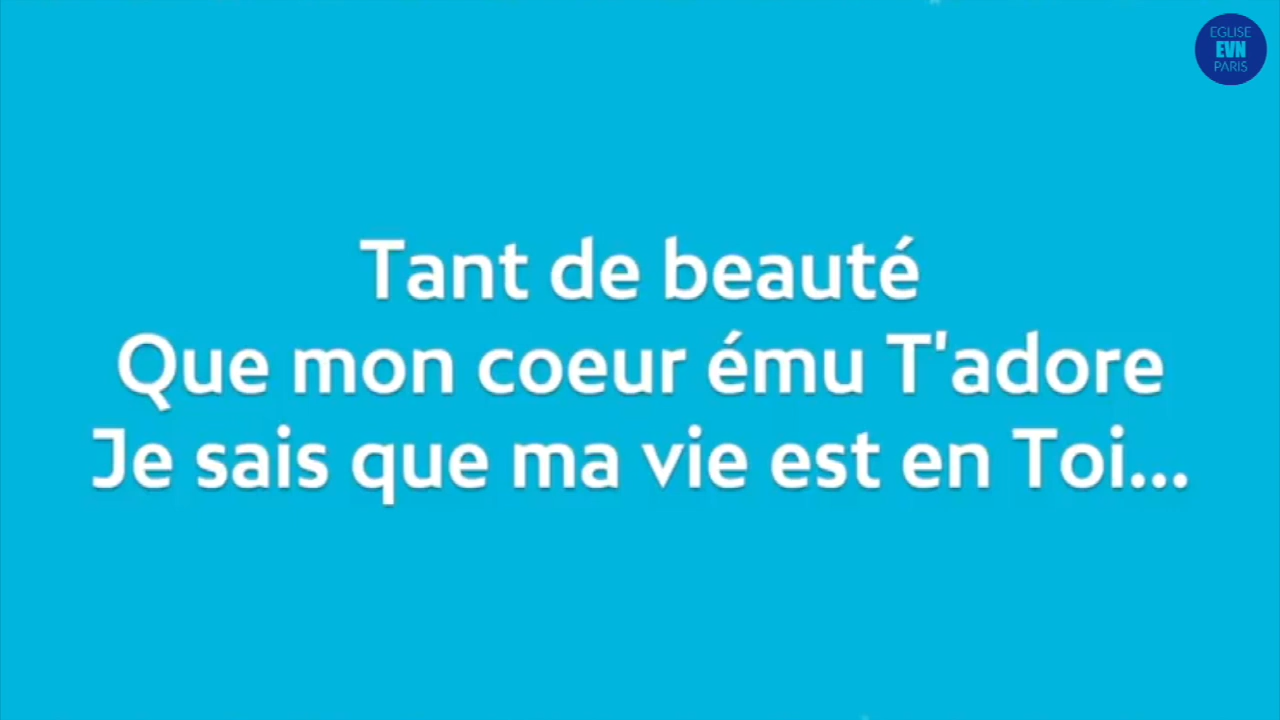 EGLISE
EVN
PARIS
Tant de beauté
Que mon coeur ému T'adore
Je sais que ma vie est en Toi...